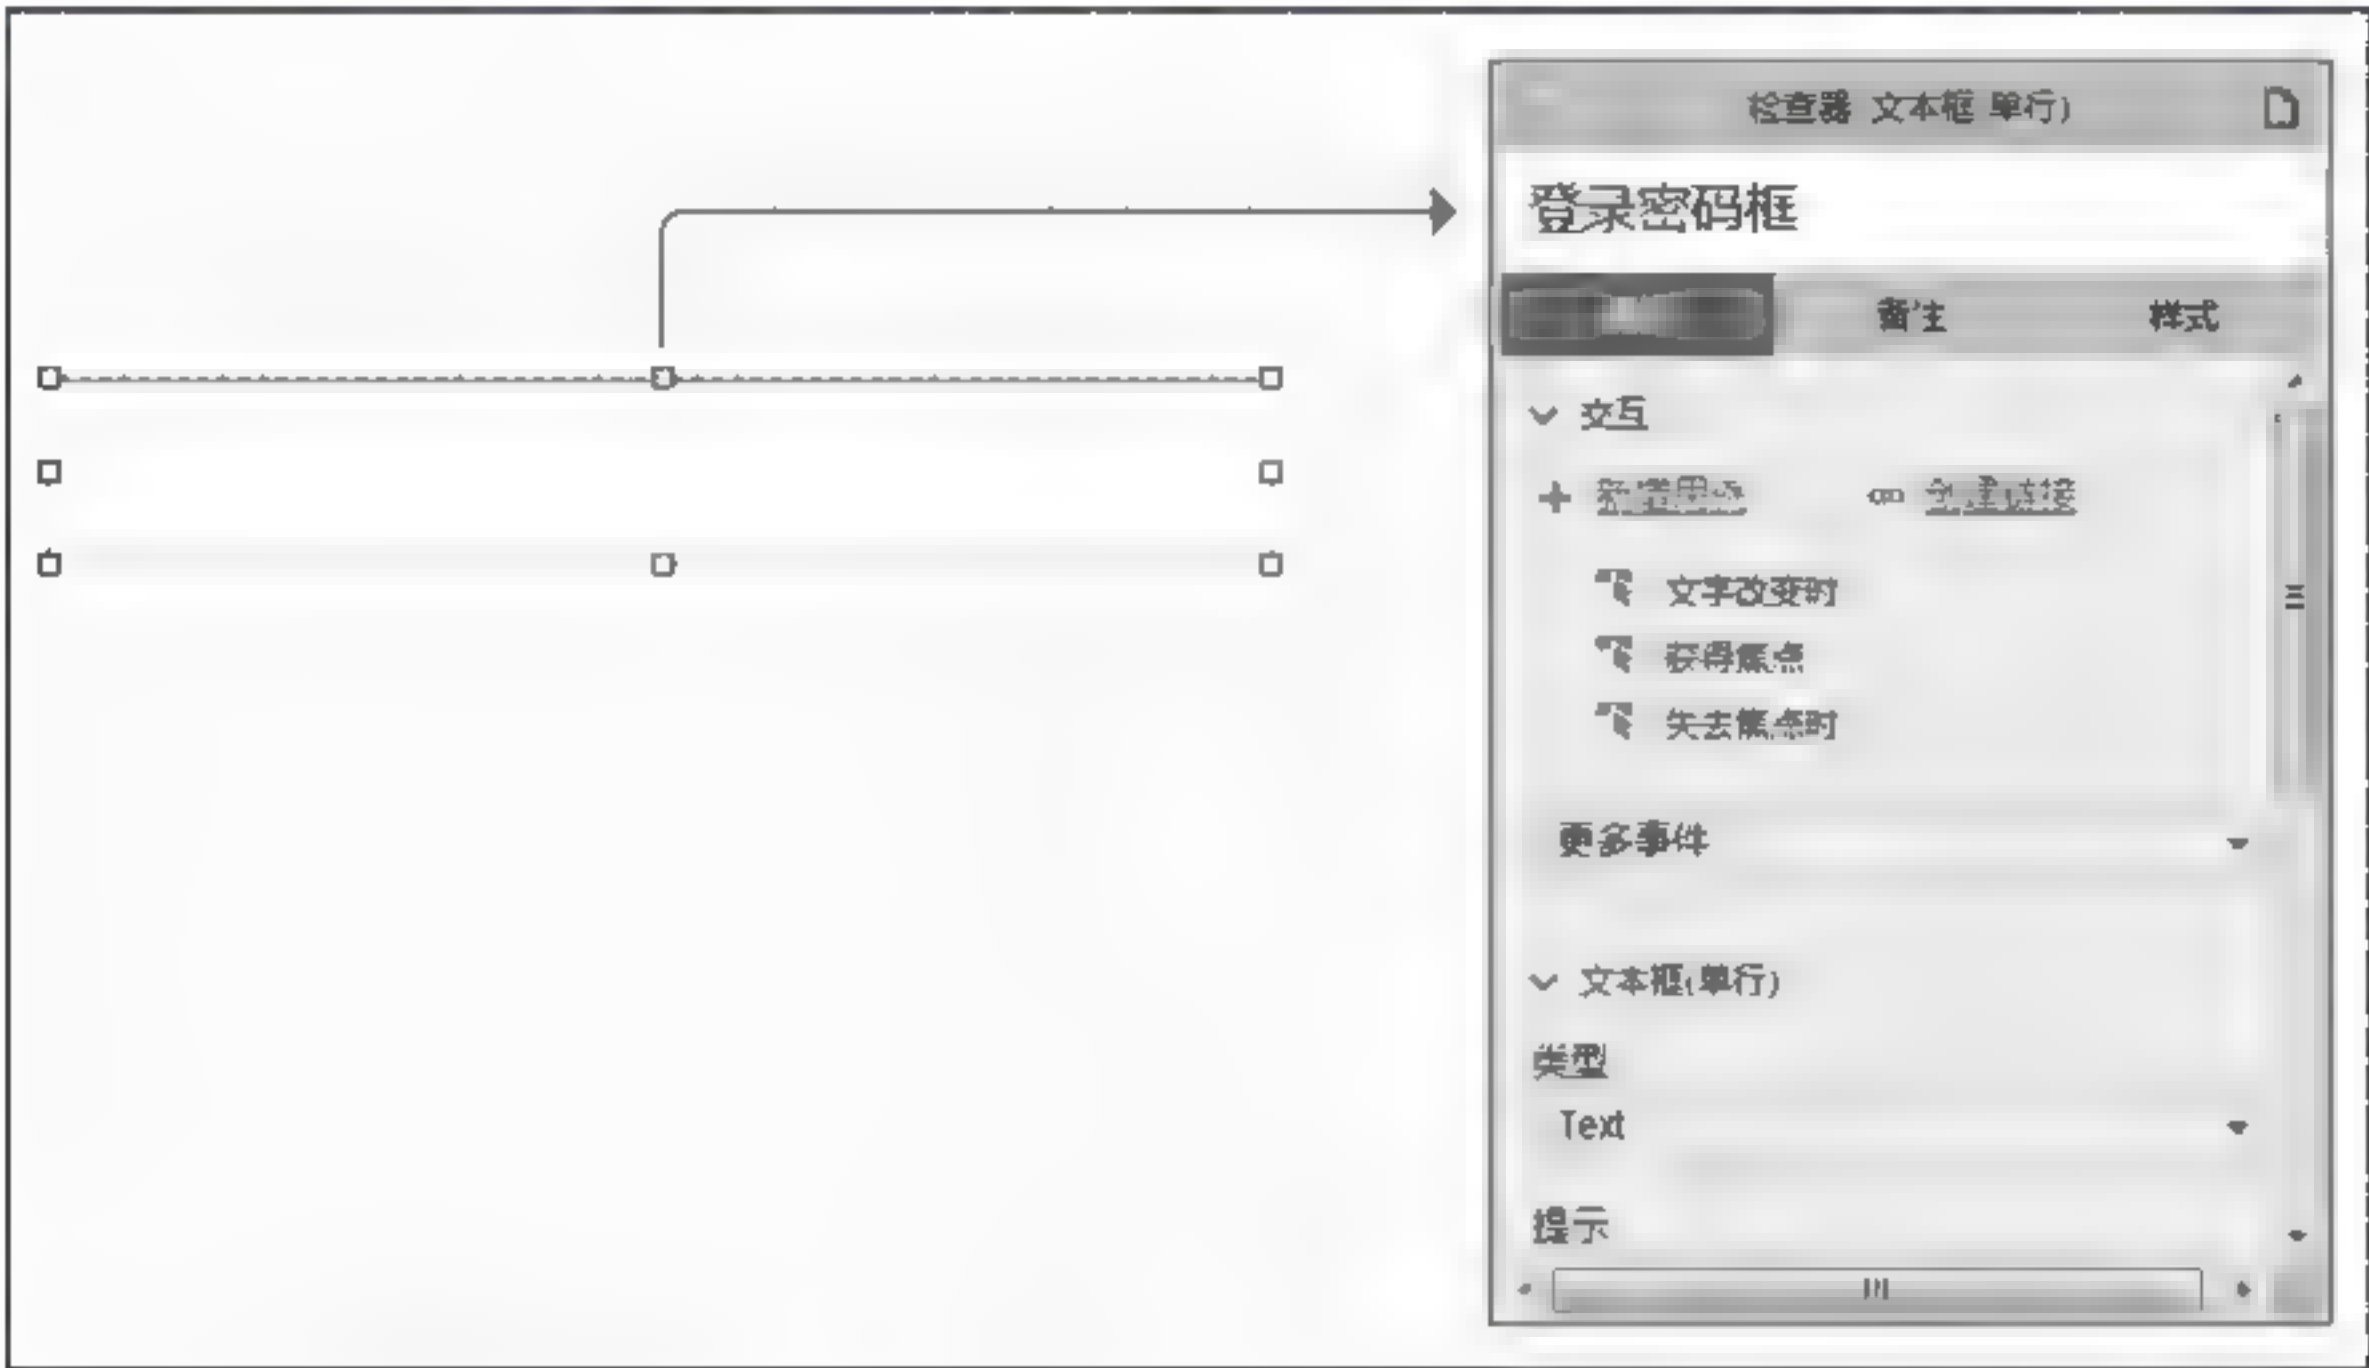 检查器 文本框 单行)
登录密码框
备注 样式
交互
新增用例 创建链接
文字改变时
获得焦点
失去焦点时
更多事件
文本框(单行)
类型
Text
提示